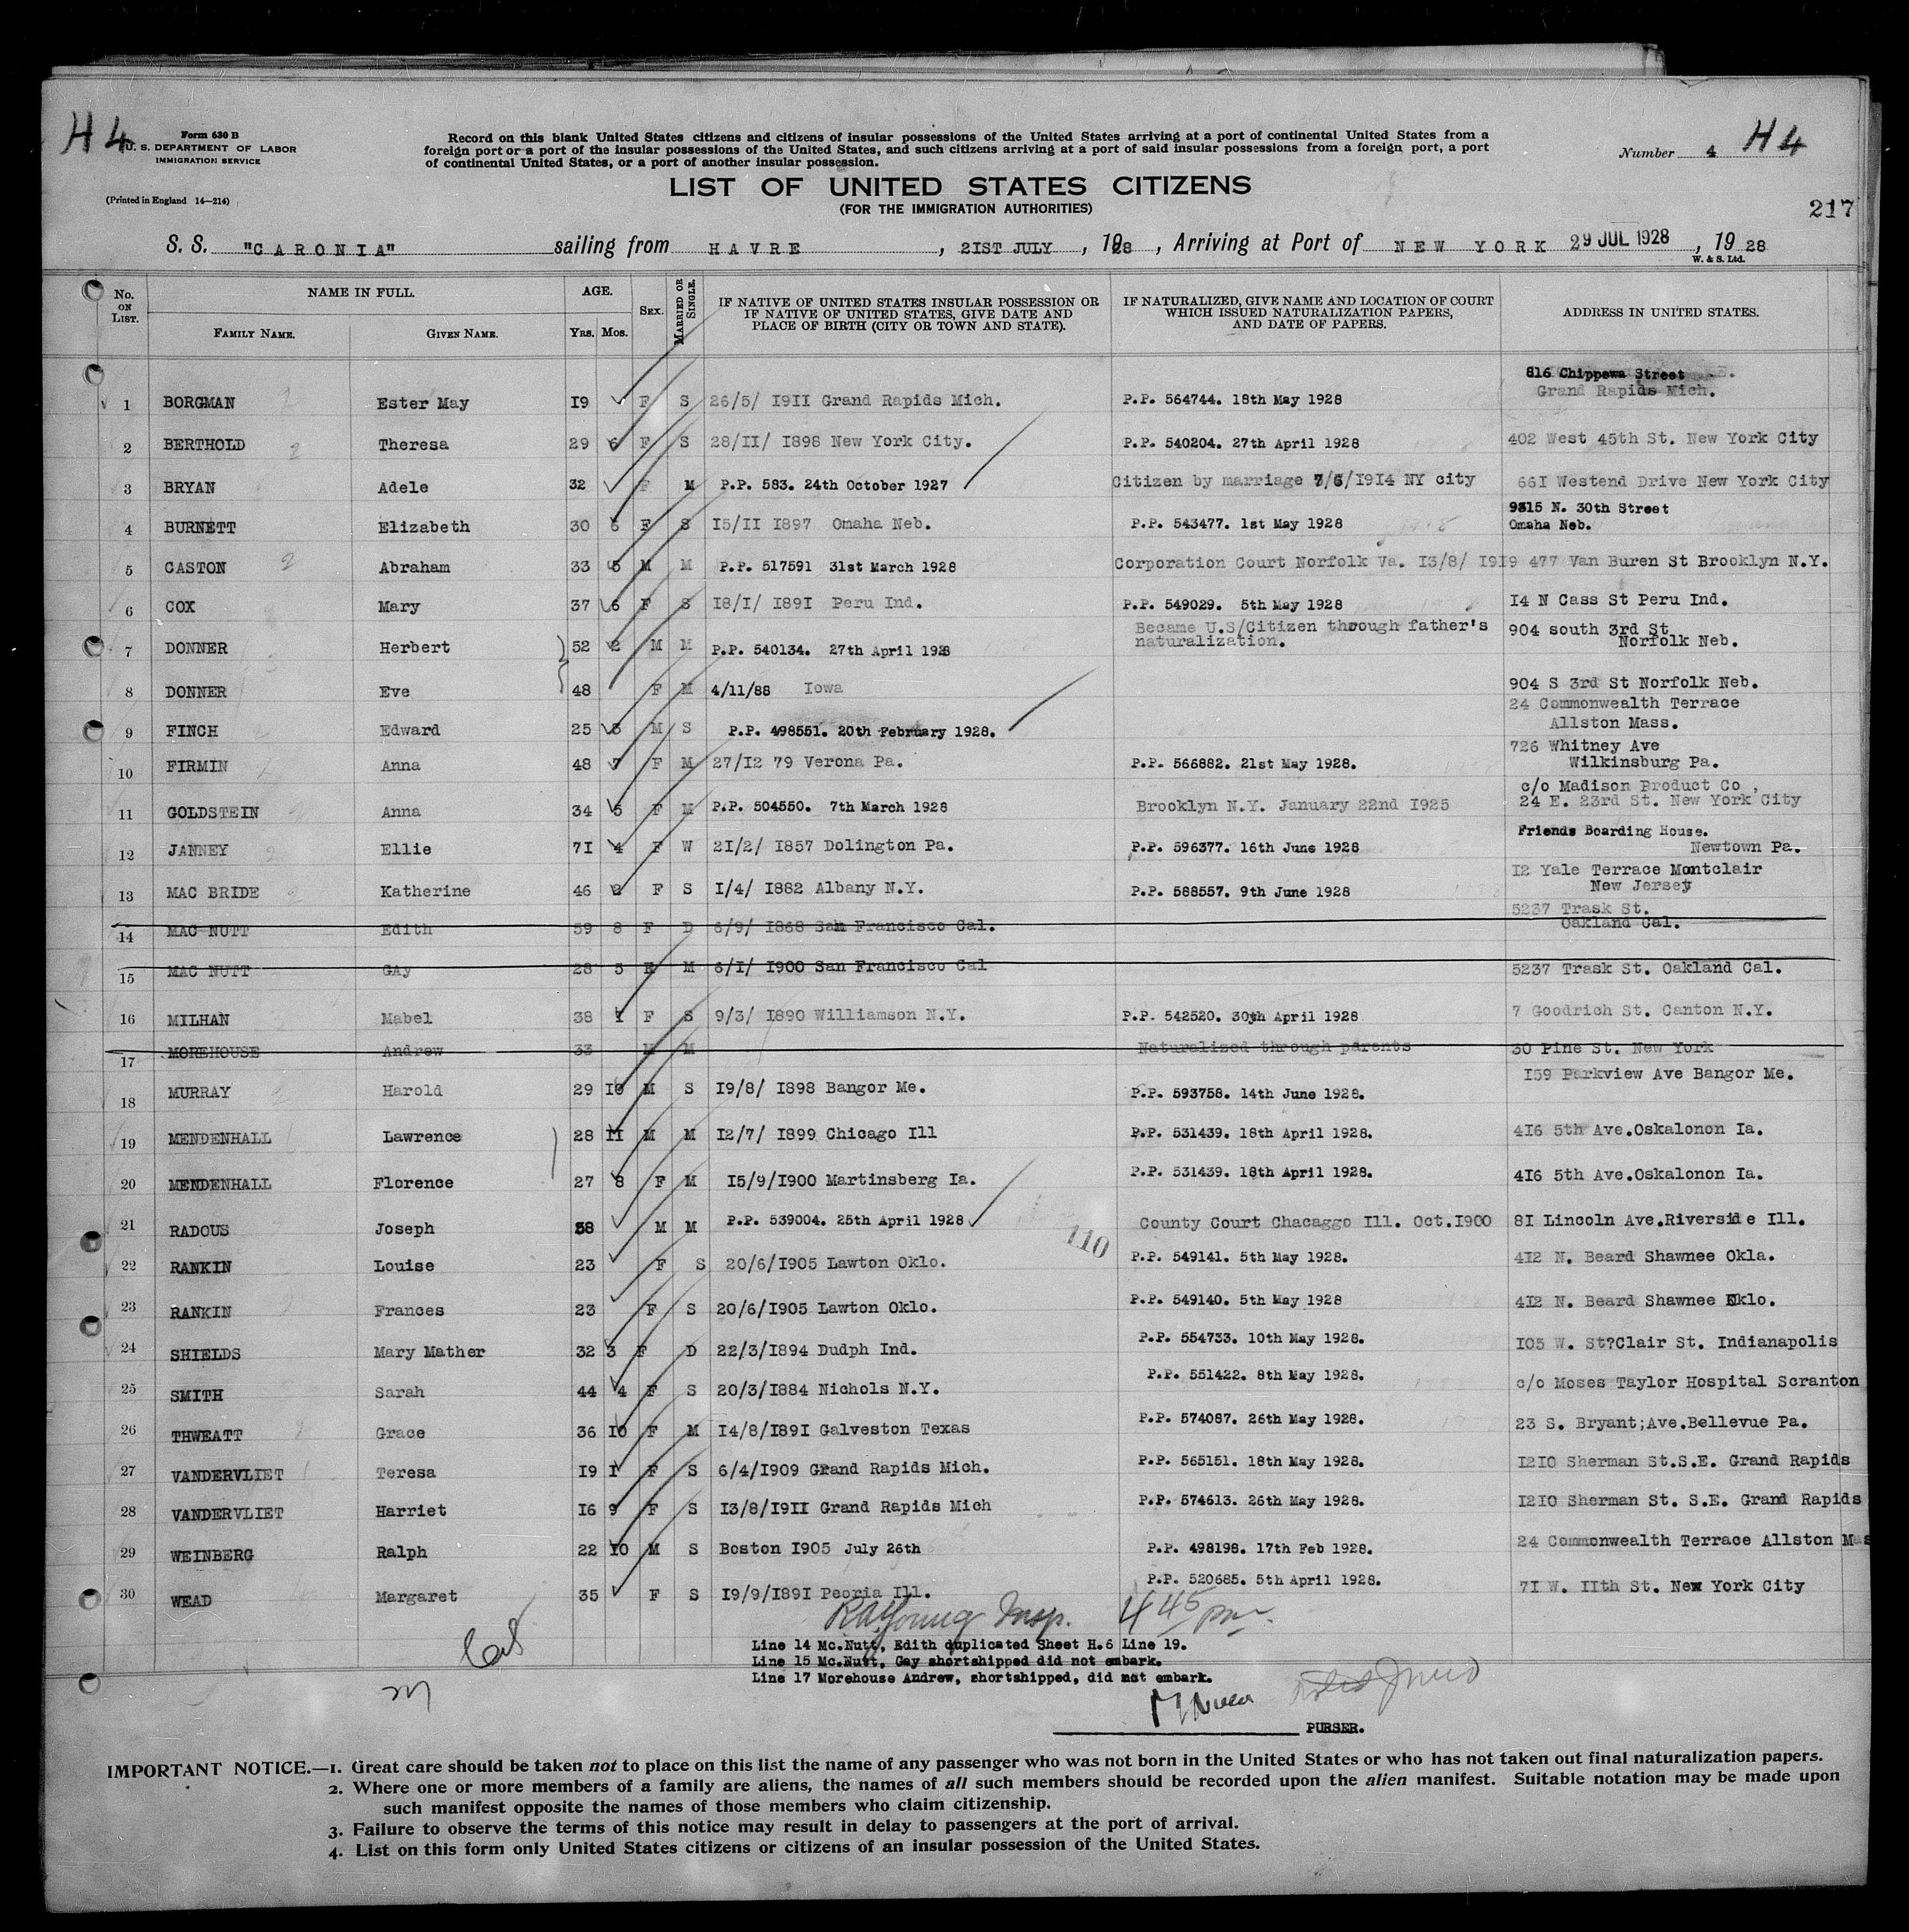 H 4
Form 630 B
U. S. DEPARTMENT OF LABOR
IMMIGRATION SERVICE
(Printed in England 14—214)
Record on this blank United States citizens and citizens of insular possessions of the United States arriving at a port of continental United States from a
foreign port or a port of the insular possessions of the United States, and such citizens arriving at a port of said insular possessions from a foreign port, a port
of continental United States, or a port of another insular possession.
Number 4 H 4
LIST OF UNITED STATES CITIZENS
(FOR THE IMMIGRATION AUTHORITIES)
217
S. S. "CARONIA" sailing from HAVRE, 21ST JULY, 1928, Arriving at Port of NEW YORK 29 JUL 1928, 19 28
W. & S. Ltd.
No. ON LIST. NAME IN FULL. FAMILY NAME. GIVEN NAME. AGE. YRS. MOS. SEX. MARRIED OR SINGLE. IF NATIVE OF UNITED STATES INSULAR POSSESSION OR IF NATIVE OF UNITED STATES, GIVE DATE AND PLACE OF BIRTH (CITY OR TOWN AND STATE). IF NATURALIZED, GIVE NAME AND LOCATION OF COURT WHICH ISSUED NATURALIZATION PAPERS, AND DATE OF PAPERS. ADDRESS IN UNITED STATES.
1 BORGMAN Ester May 19 F S 26/5/ 1911 Grand Rapids Mich. P.P. 564744. 18th May 1928 816 Chippewa Street Grand Rapids Mich.
2 BERTHOLD Theresa 29 6 F S 28/11/ 1898 New York City. P.P. 540204. 27th April 1928 402 West 45th St. New York City
3 BRYAN Adele 32 F M P.P. 583. 24th October 1927 Citizen by marriage 7/6/1914 NY city 661 Westend Drive New York City
4 BURNETT Elizabeth 30 6 F S 15/11 1897 Omaha Neb. P.P. 543477. 1st May 1928 9315 N. 30th Street Omaha Neb.
5 CASTON Abraham 33 5 M M P.P. 517591 31st March 1928 Corporation Court Norfolk Va. 13/8/ 1919 477 Van Buren St Brooklyn N.Y.
6 COX Mary 37 6 F S 18/1/ 1891 Peru Ind. P.P. 549029. 5th May 1928 14 N Cass St Peru Ind.
7 DONNER Herbert 52 2 M M P.P. 540134. 27th April 1928 Became U.S/Citizen through father's naturalization. 904 south 3rd St Norfolk Neb.
8 DONNER Eve 48 F M 4/11/88 Iowa 904 S 3rd St Norfolk Neb.
9 FINCH Edward 25 8 M S P.P. 498551. 20th February 1928. 24 Commonwealth Terrace Allston Mass.
10 FIRMIN Anna 48 7 F M 27/12 79 Verona Pa. P.P. 566882. 21st May 1928. 726 Whitney Ave Wilkinsburg Pa.
11 GOLDSTEIN Anna 34 5 F M P.P. 504550. 7th March 1928 Brooklyn N.Y. January 22nd 1925 c/o Madison Product Co , 24 E. 23rd St. New York City
12 JANNEY Ellie 71 4 F W 21/2/ 1857 Dolington Pa. P.P. 596377. 16th June 1928 Friends Boarding House. Newtown Pa.
13 MAC BRIDE Katherine 46 2 F S 1/4/ 1882 Albany N.Y. P.P. 588557. 9th June 1928 12 Yale Terrace Montclair New Jersey
14 MAC NUTT Edith 59 8 F D 6/9/ 1868 San Francisco Cal. 5237 Trask St. Oakland Cal.
15 MAC NUTT GAy 28 5 M 6/1/ 1900 San Francisco Cal 5237 Trask St. Oakland Cal.
16 MILHAN Mabel 38 1 F S 9/3/ 1890 Williamson N.Y. P.P. 542520. 30th April 1928 7 Goodrich St. Canton N.Y.
17 MOREHOUSE Andrew 33 M M Naturalized through parents 30 Pine St. New York
18 MURRAY Harold 29 10 M S 19/8/ 1898 Bangor Me. P.P. 593758. 14th June 1928. 159 Parkview Ave Bangor Me.
19 MENDENHALL Lawrence 28 11 M M 12/7/ 1899 Chicago Ill P.P. 531439. 18th April 1928. 416 5th Ave.Oskalonon Ia.
20 MENDENHALL Florence 27 8 F M 15/9/1900 Martinsberg Ia. P.P. 531439. 18th April 1928. 416 5th Ave.Oskalonon Ia.
21 RADOUS Joseph 58 M M P.P. 539004. 25th April 1928 110 County Court Chacaggo Ill. Oct.1900 81 Lincoln Ave.Riverside Ill.
22 RANKIN Louise 23 F S 20/6/1905 Lawton Oklo. P.P. 549141. 5th May 1928. 412 N. Beard Shawnee Okla.
23 RANKIN Frances 23 F S 20/6/1905 Lawton Oklo. P.P. 549140. 5th May 1928 412 N. Beard Shawnee Oklo.
24 SHIELDS Mary Mather 32 3 F D 22/3/1894 Dudph Ind. P.P. 554733. 10th May 1928. 105 W. St?Clair St. Indianapolis
25 SMITH Sarah 44 4 F S 20/3/1884 Nichols N.Y. P.P. 551422. 8th May 1928. c/o Moses Taylor Hospital Scranton
26 THWEATT Grace 36 10 F M 14/8/1891 Galveston Texas P.P. 574087. 26th May 1928. 23 S. Bryant;Ave.Bellevue Pa.
27 VANDERVLIET Teresa 19 1 F S 6/4/1909 Grand Rapids Mich. P.P. 565151. 18th May 1928. 1210 Sherman St.S.E. Grand Rapids
28 VANDERVLIET Harriet 16 9 F S 13/8/1911 Grand Rapids Mich P.P. 574613. 26th May 1928. 1210 Sherman St. S.E. Grand Rapids
29 WEINBERG Ralph 22 10 M S Boston 1905 July 26th P.P. 498198. 17th Feb 1928. 24 Commonwealth Terrace Allston Mas
30 WEAD Margaret 35 F S 19/9/1891 Peoria Ill. P.P. 520685. 5th April 1928. 71 W. 11th St. New York City
RA Young Insp. 4 45 pm.
Line 14 Mc.Nutt, Edith duplicated Sheet H.6 Line 19.
Line 15 Mc.Nutt, Gay shortshipped did not embark.
Line 17 Morehouse Andrew, shortshipped, did not embark.
PURSER.
IMPORTANT NOTICE.—1. Great care should be taken not to place on this list the name of any passenger who was not born in the United States or who has not taken out final naturalization papers.
2. Where one or more members of a family are aliens, the names of all such members should be recorded upon the alien manifest. Suitable notation may be made upon
such manifest opposite the names of those members who claim citizenship.
3. Failure to observe the terms of this notice may result in delay to passengers at the port of arrival.
4. List on this form only United States citizens or citizens of an insular possession of the United States.